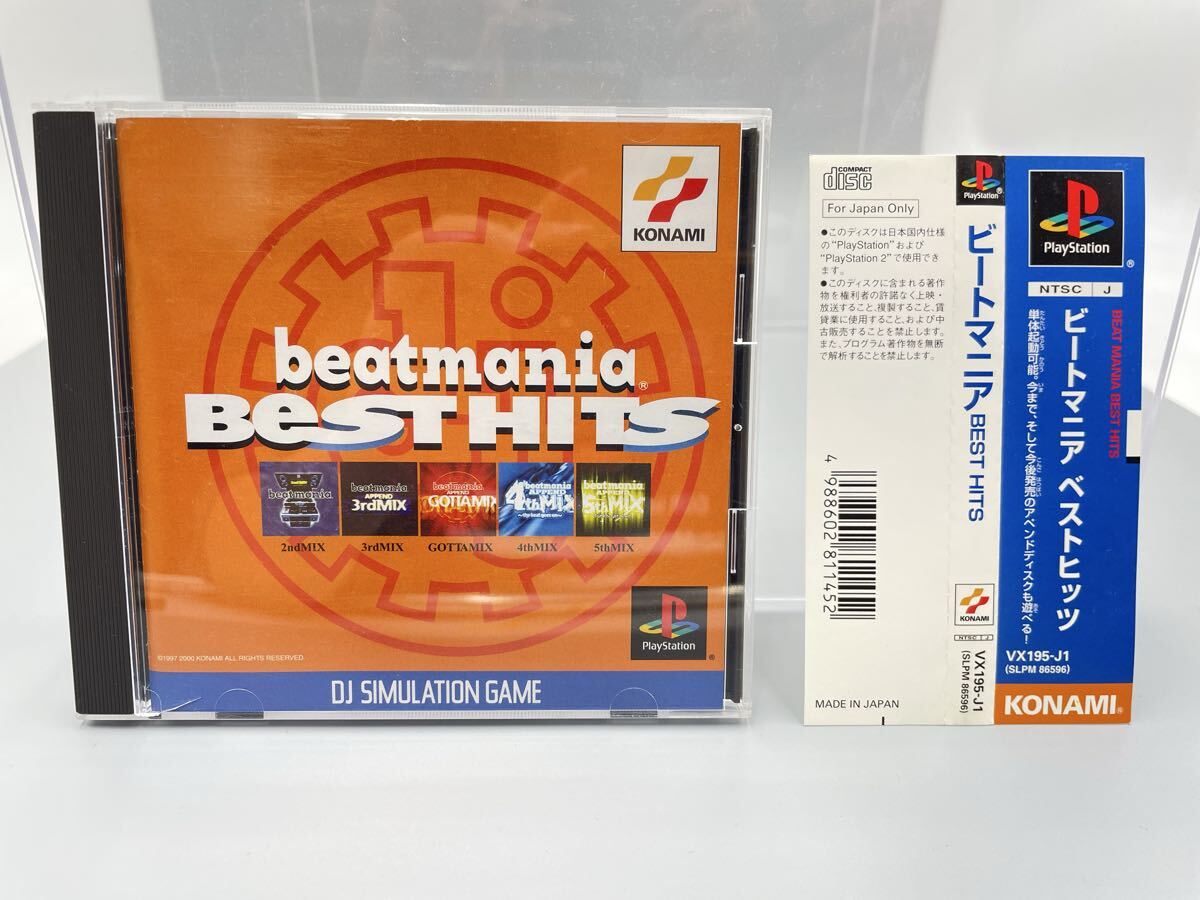 KONAMI
beatmania®
BEST HITS
beatmania
beatmania
APPEND
3rdMIX
beatmania
APPEND
GOTTAMIX
beatmania
APPEND
4thMIX
~the beat goes on~
beatmania
APPEND
5thMIX
2ndMIX
3rdMIX
GOTTAMIX
4thMIX
5thMIX
PlayStation
®
©1997 2000 KONAMI ALL RIGHTS RESERVED.
DJ SIMULATION GAME
COMPACT
disc
For Japan Only
●このディスクは日本国内仕様
の“PlayStation”および
“PlayStation 2”で使用でき
ます。
●このディスクに含まれる著作
物を権利者の許諾なく上映・
放送すること、複製すること、賃
貸業に使用すること、および中
古販売することを禁止します。
また、プログラム著作物を無断
で解析することを禁止します。
4 988602 811452
MADE IN JAPAN
PlayStation
®
ビートマニア BEST HITS
KONAMI
NTSC J
VX195-J1
(SLPM 86596)
PlayStation
®
NTSC J
BEAT MANIA BEST HITS
ビートマニア ベストヒッツ
単体起動可能。今まで、そして今後発売のアペンドディスクも遊べる!
VX195-J1
(SLPM 86596)
KONAMI®